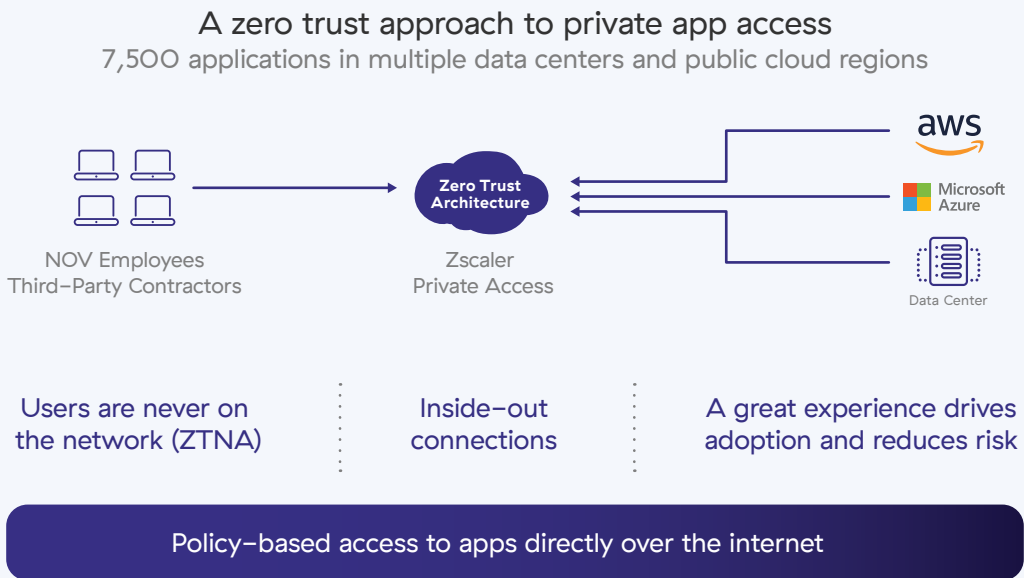 A zero trust approach to private app access
7,500 applications in multiple data centers and public cloud regions
aws
Zero Trust
Architecture
Microsoft
Azure
NOV Employees
Third-Party Contractors
Zscaler
Private Access
Data Center
Users are never on
the network (ZTNA)
Inside-out
connections
A great experience drives
adoption and reduces risk
Policy-based access to apps directly over the internet